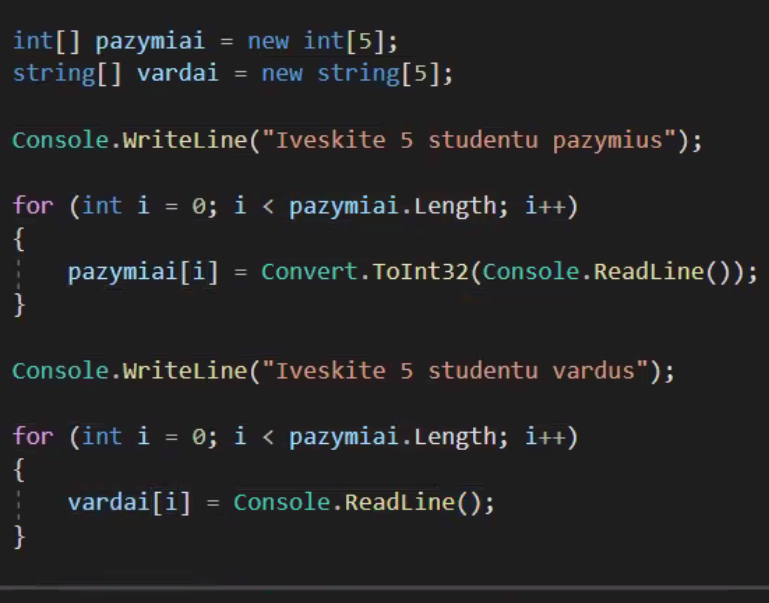 int[] pazymiai = new int[5];
string[] vardai = new string[5];
Console.WriteLine("Iveskite 5 studentu pazymius");
for (int i = 0; i < pazymiai.Length; i++)
{
    pazymiai[i] = Convert.ToInt32(Console.ReadLine());
}
Console.WriteLine("Iveskite 5 studentu vardus");
for (int i = 0; i < pazymiai.Length; i++)
{
    vardai[i] = Console.ReadLine();
}